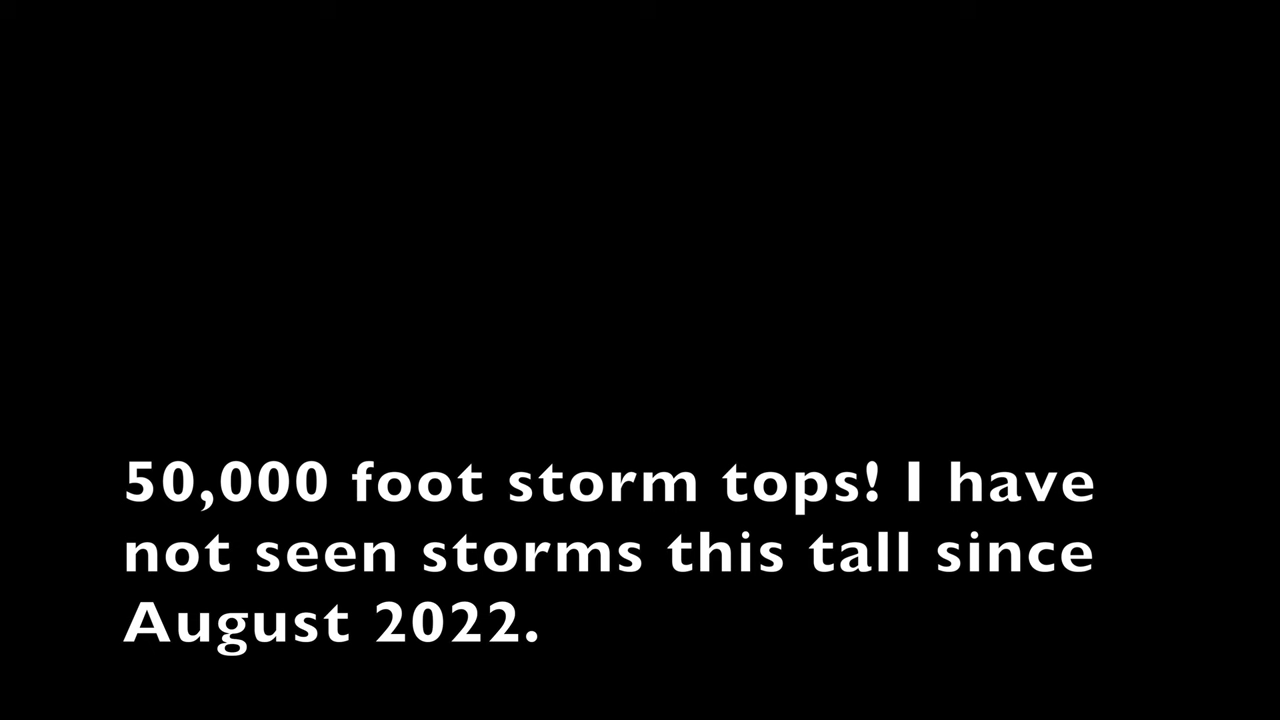 50,000 foot storm tops! I have
not seen storms this tall since
August 2022.